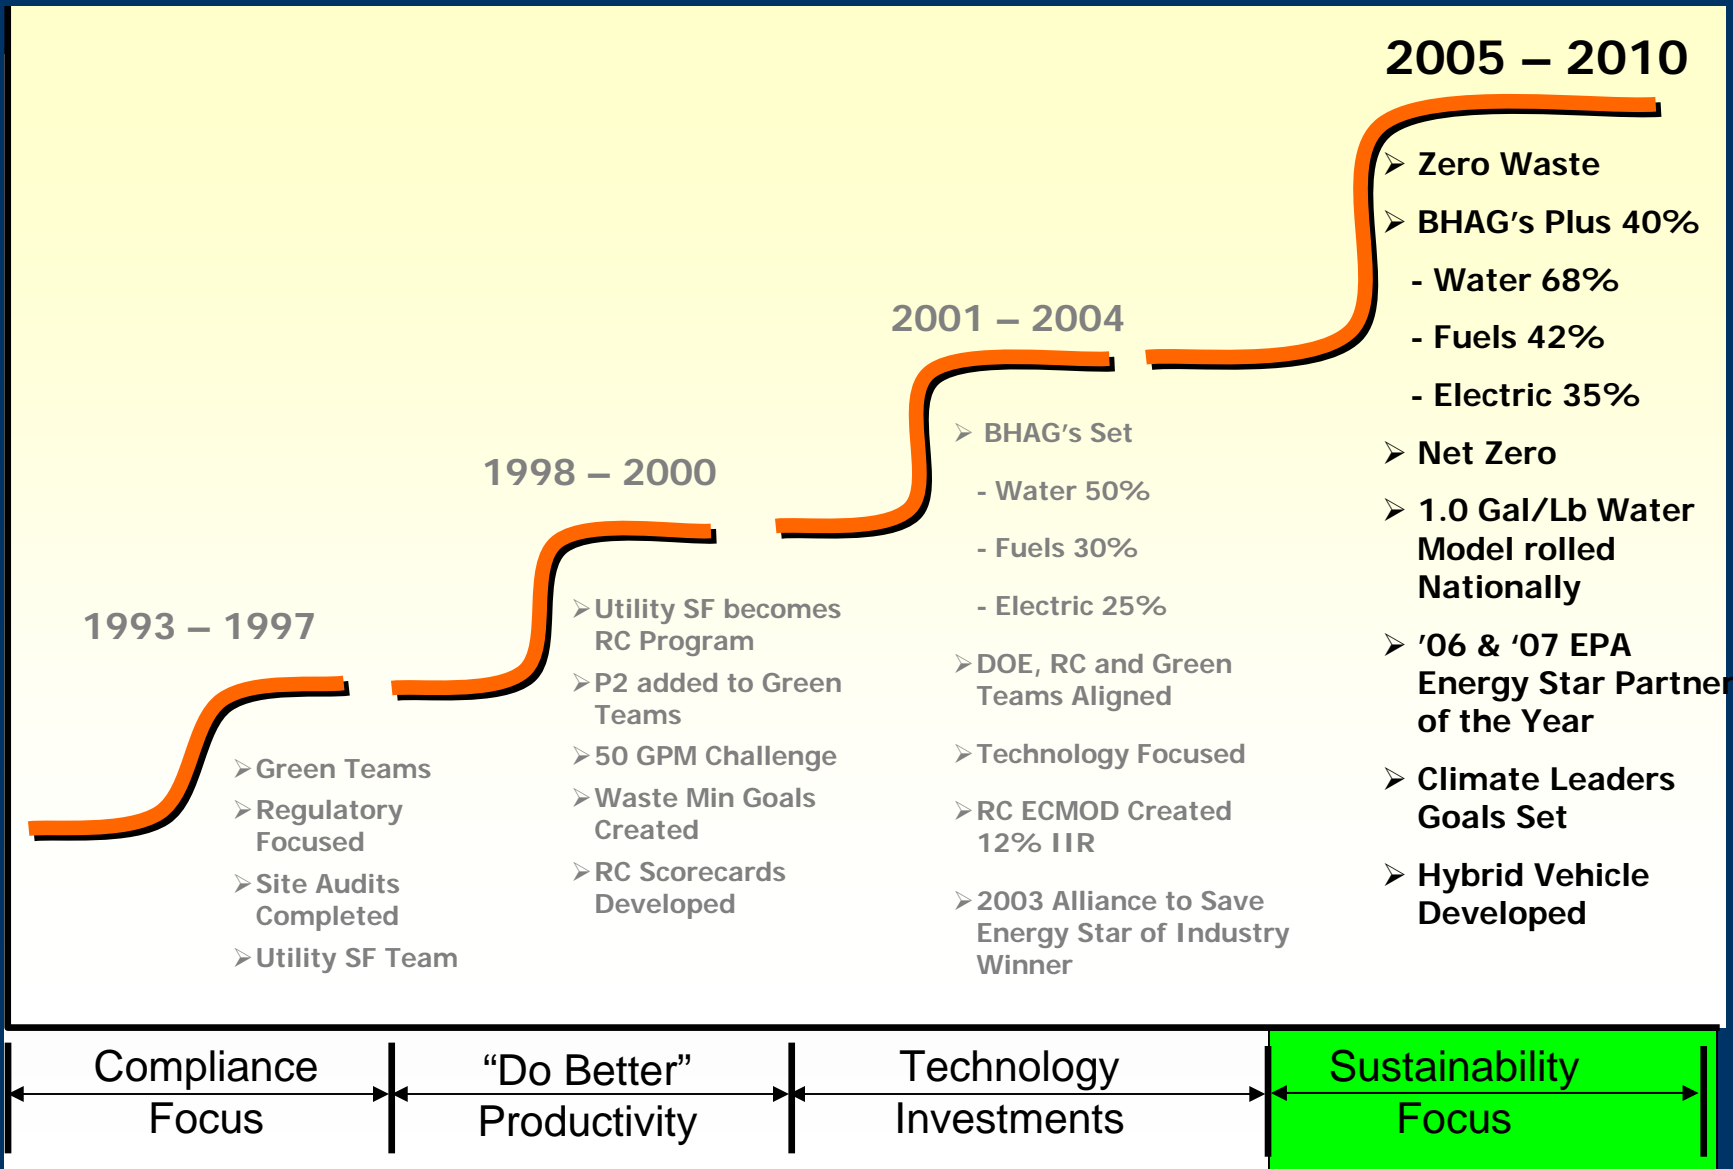 2005 – 2010
➢ Zero Waste
➢ BHAG’s Plus 40%
- Water 68%
- Fuels 42%
- Electric 35%
➢ Net Zero
➢ 1.0 Gal/Lb Water
Model rolled
Nationally
➢ ’06 & ‘07 EPA
Energy Star Partner
of the Year
➢ Climate Leaders
Goals Set
➢ Hybrid Vehicle
Developed
2001 – 2004
➢ BHAG’s Set
- Water 50%
- Fuels 30%
- Electric 25%
➢DOE, RC and Green
Teams Aligned
➢Technology Focused
➢RC ECMOD Created
12% IIR
➢2003 Alliance to Save
Energy Star of Industry
Winner
1998 – 2000
➢Utility SF becomes
RC Program
➢P2 added to Green
Teams
➢50 GPM Challenge
➢Waste Min Goals
Created
➢RC Scorecards
Developed
1993 – 1997
➢Green Teams
➢Regulatory
Focused
➢Site Audits
Completed
➢Utility SF Team
Compliance
Focus
“Do Better”
Productivity
Technology
Investments
Sustainability
Focus